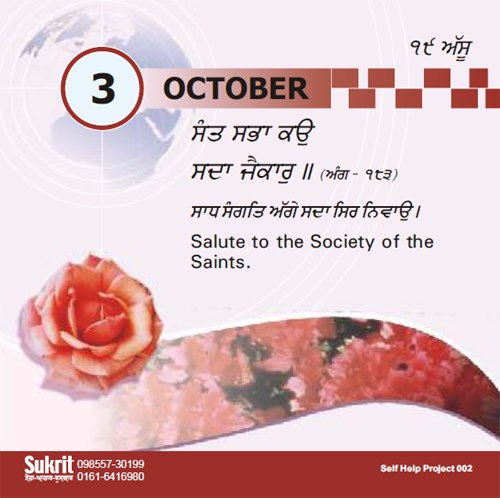 ੧੯ ਅੱਸੂ
3 OCTOBER
ਸੰਤ ਸਭਾ ਕਉ
ਸਦਾ ਜੈਕਾਰੁ ॥ (ਅੰਗ - ੧੮੩)
ਸਾਧ ਸੰਗਤਿ ਅੱਗੇ ਸਦਾ ਸਿਰ ਨਿਵਾਉ।
Salute to the Society of the
Saints.
Sukrit 098557-30199
0161-6416980
Self Help Project 002